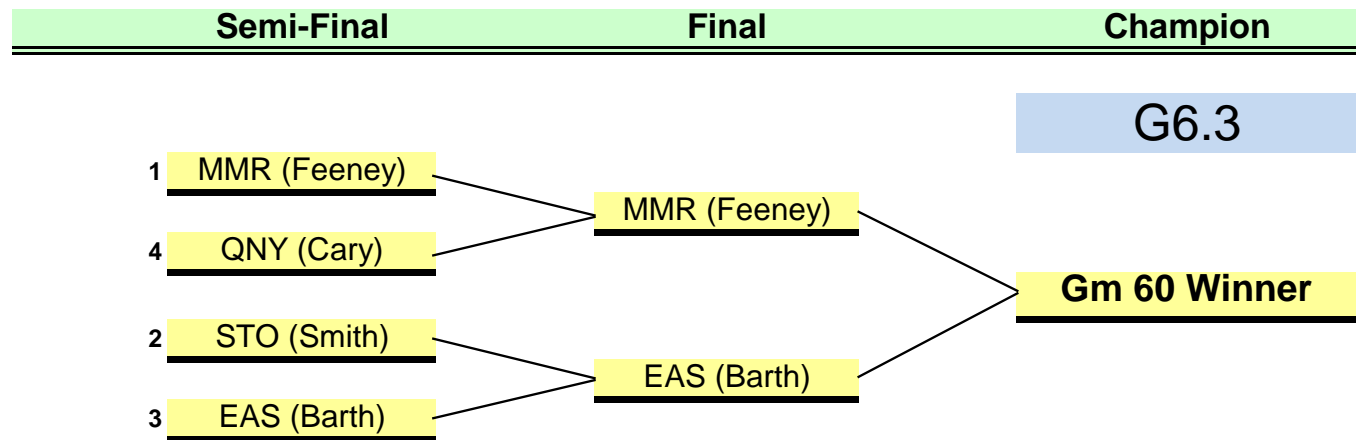 Semi-Final Final Champion
G6.3
1 MMR (Feeney)
MMR (Feeney)
4 QNY (Cary)
Gm 60 Winner
2 STO (Smith)
EAS (Barth)
3 EAS (Barth)